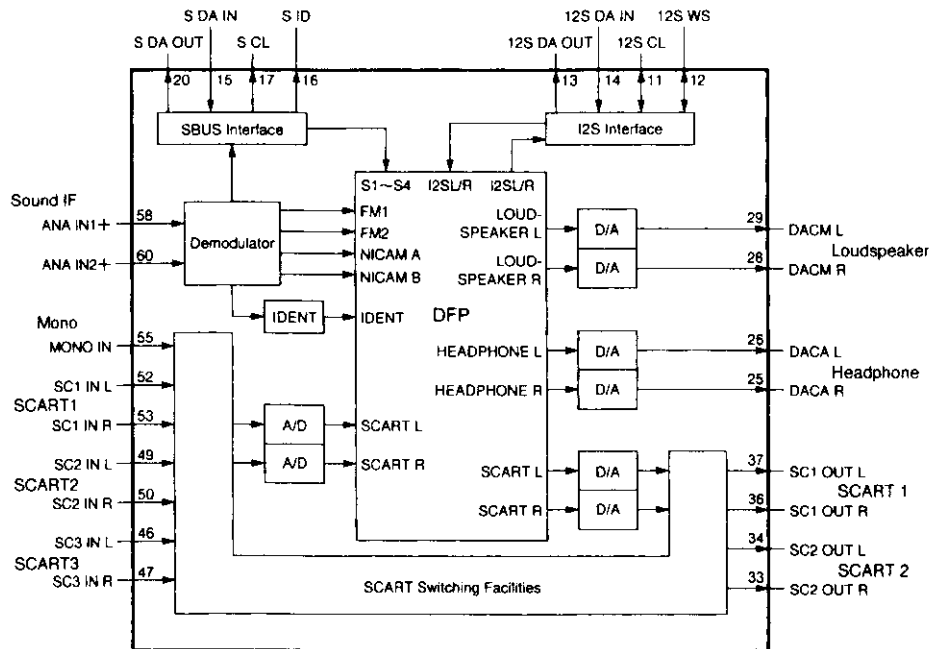 S DA IN
S ID
12S DA IN
12S WS
S DA OUT
S CL
12S DA OUT
12S CL
20
15
17
16
13
14
11
12
SBUS Interface
I2S Interface
S1~S4
I2SL/R
I2SL/R
Sound IF
ANA IN1+
58
ANA IN2+
60
Demodulator
FM1
FM2
NICAM A
NICAM B
IDENT
IDENT
DFP
LOUD-
SPEAKER L
D/A
29
DACM L
Loudspeaker
LOUD-
SPEAKER R
D/A
28
DACM R
Mono
MONO IN
55
SC1 IN L
52
SCART1
SC1 IN R
53
SC2 IN L
49
SCART2
SC2 IN R
50
SC3 IN L
46
SCART3
SC3 IN R
47
A/D
SCART L
A/D
SCART R
HEADPHONE L
D/A
26
DACA L
Headphone
HEADPHONE R
D/A
25
DACA R
SCART L
D/A
37
SC1 OUT L
SCART 1
SCART R
D/A
36
SC1 OUT R
34
SC2 OUT L
SCART 2
33
SC2 OUT R
SCART Switching Facilities